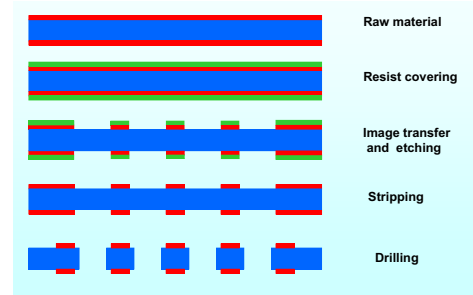 Raw material
Resist covering
Image transfer
and etching
Stripping
Drilling